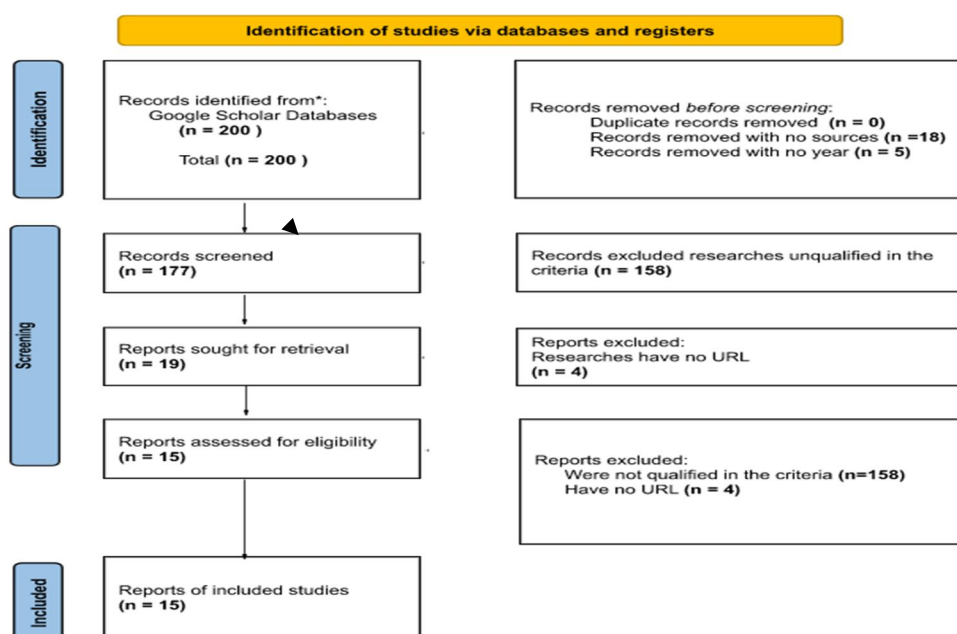 Identification of studies via databases and registers
Identification
Records identified from*:
Google Scholar Databases
(n = 200 )
Total (n = 200 )
Records removed before screening:
Duplicate records removed (n = 0)
Records removed with no sources (n =18)
Records removed with no year (n = 5)
Screening
Records screened
(n = 177)
Records excluded researches unqualified in the
criteria (n = 158)
Reports sought for retrieval
(n = 19)
Reports excluded:
Researches have no URL
(n = 4)
Reports assessed for eligibility
(n = 15)
Reports excluded:
Were not qualified in the criteria (n=158)
Have no URL (n = 4)
Included
Reports of included studies
(n = 15)